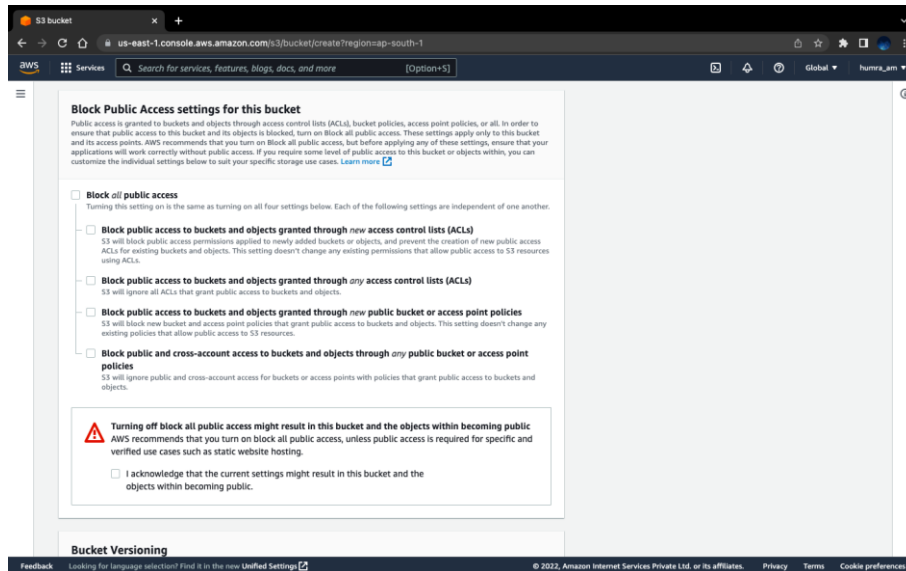 S3 bucket
us-east-1.console.aws.amazon.com/s3/bucket/create?region=ap-south-1
aws
Services
Search for services, features, blogs, docs, and more
[Option+S]
Global
humra_am
Block Public Access settings for this bucket
Public access is granted to buckets and objects through access control lists (ACLs), bucket policies, access point policies, or all. In order to
ensure that public access to this bucket and its objects is blocked, turn on Block all public access. These settings apply only to this bucket
and its access points. AWS recommends that you turn on Block all public access, but before applying any of these settings, ensure that your
applications will work correctly without public access. If you require some level of public access to this bucket or objects within, you can
customize the individual settings below to suit your specific storage use cases. Learn more
Block all public access
Turning this setting on is the same as turning on all four settings below. Each of the following settings are independent of one another.
Block public access to buckets and objects granted through new access control lists (ACLs)
S3 will block public access permissions applied to newly added buckets or objects, and prevent the creation of new public access
ACLs for existing buckets and objects. This setting doesn't change any existing permissions that allow public access to S3 resources
using ACLs.
Block public access to buckets and objects granted through any access control lists (ACLs)
S3 will ignore all ACLs that grant public access to buckets and objects.
Block public access to buckets and objects granted through new public bucket or access point policies
S3 will block new bucket and access point policies that grant public access to buckets and objects. This setting doesn't change any
existing policies that allow public access to S3 resources.
Block public and cross-account access to buckets and objects through any public bucket or access point
policies
S3 will ignore public and cross-account access for buckets or access points with policies that grant public access to buckets and
objects.
Turning off block all public access might result in this bucket and the objects within becoming public
AWS recommends that you turn on block all public access, unless public access is required for specific and
verified use cases such as static website hosting.
I acknowledge that the current settings might result in this bucket and the
objects within becoming public.
Bucket Versioning
Feedback
Looking for language selection? Find it in the new Unified Settings
© 2022, Amazon Internet Services Private Ltd. or its affiliates.
Privacy
Terms
Cookie preferences